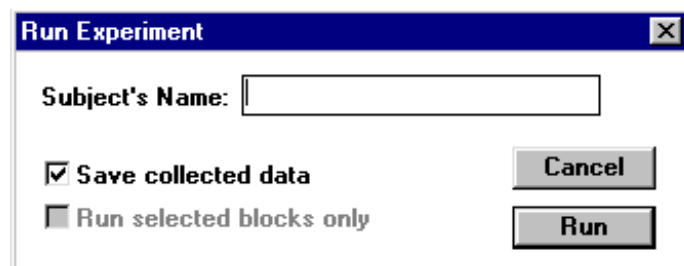 Run Experiment
Subject's Name:
Save collected data
Cancel
Run selected blocks only
Run